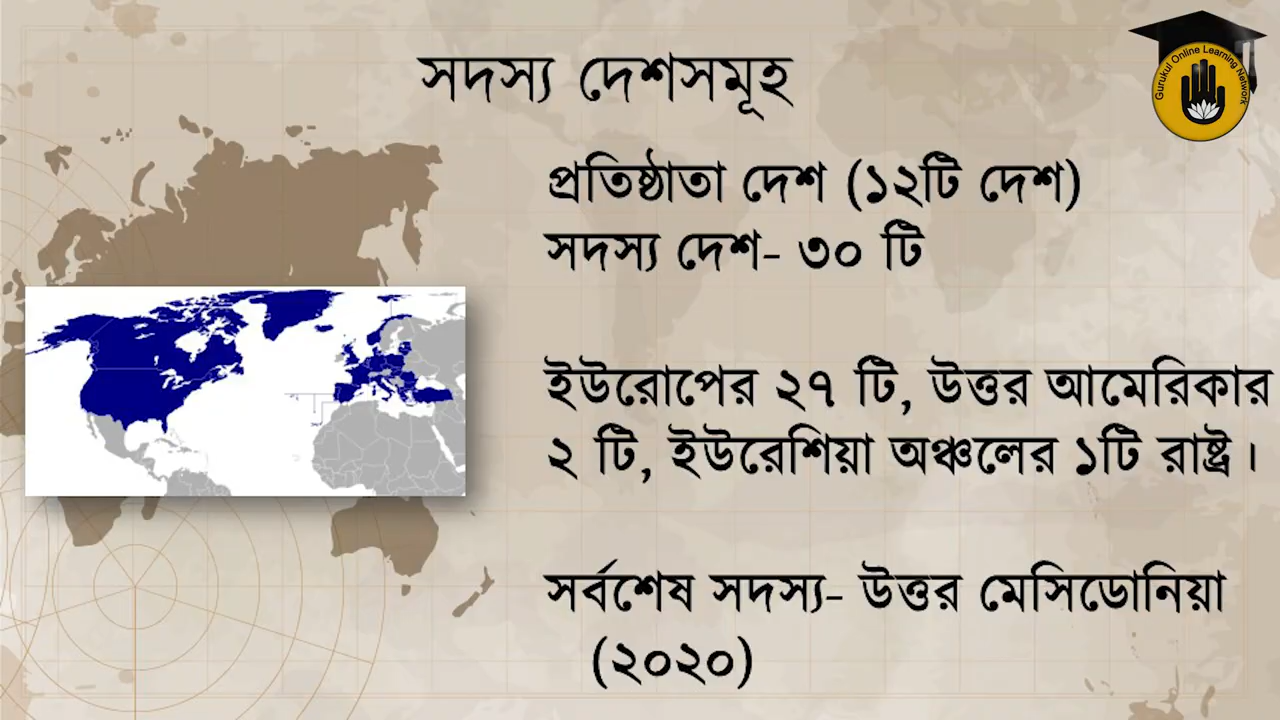 সদস্য দেশসমূহ
Gurukul Online Learning Network
প্রতিষ্ঠাতা দেশ (১২টি দেশ)
সদস্য দেশ- ৩০ টি
ইউরোপের ২৭ টি, উত্তর আমেরিকার
২ টি, ইউরেশিয়া অঞ্চলের ১টি রাষ্ট্র।
সর্বশেষ সদস্য- উত্তর মেসিডোনিয়া
(২০২০)